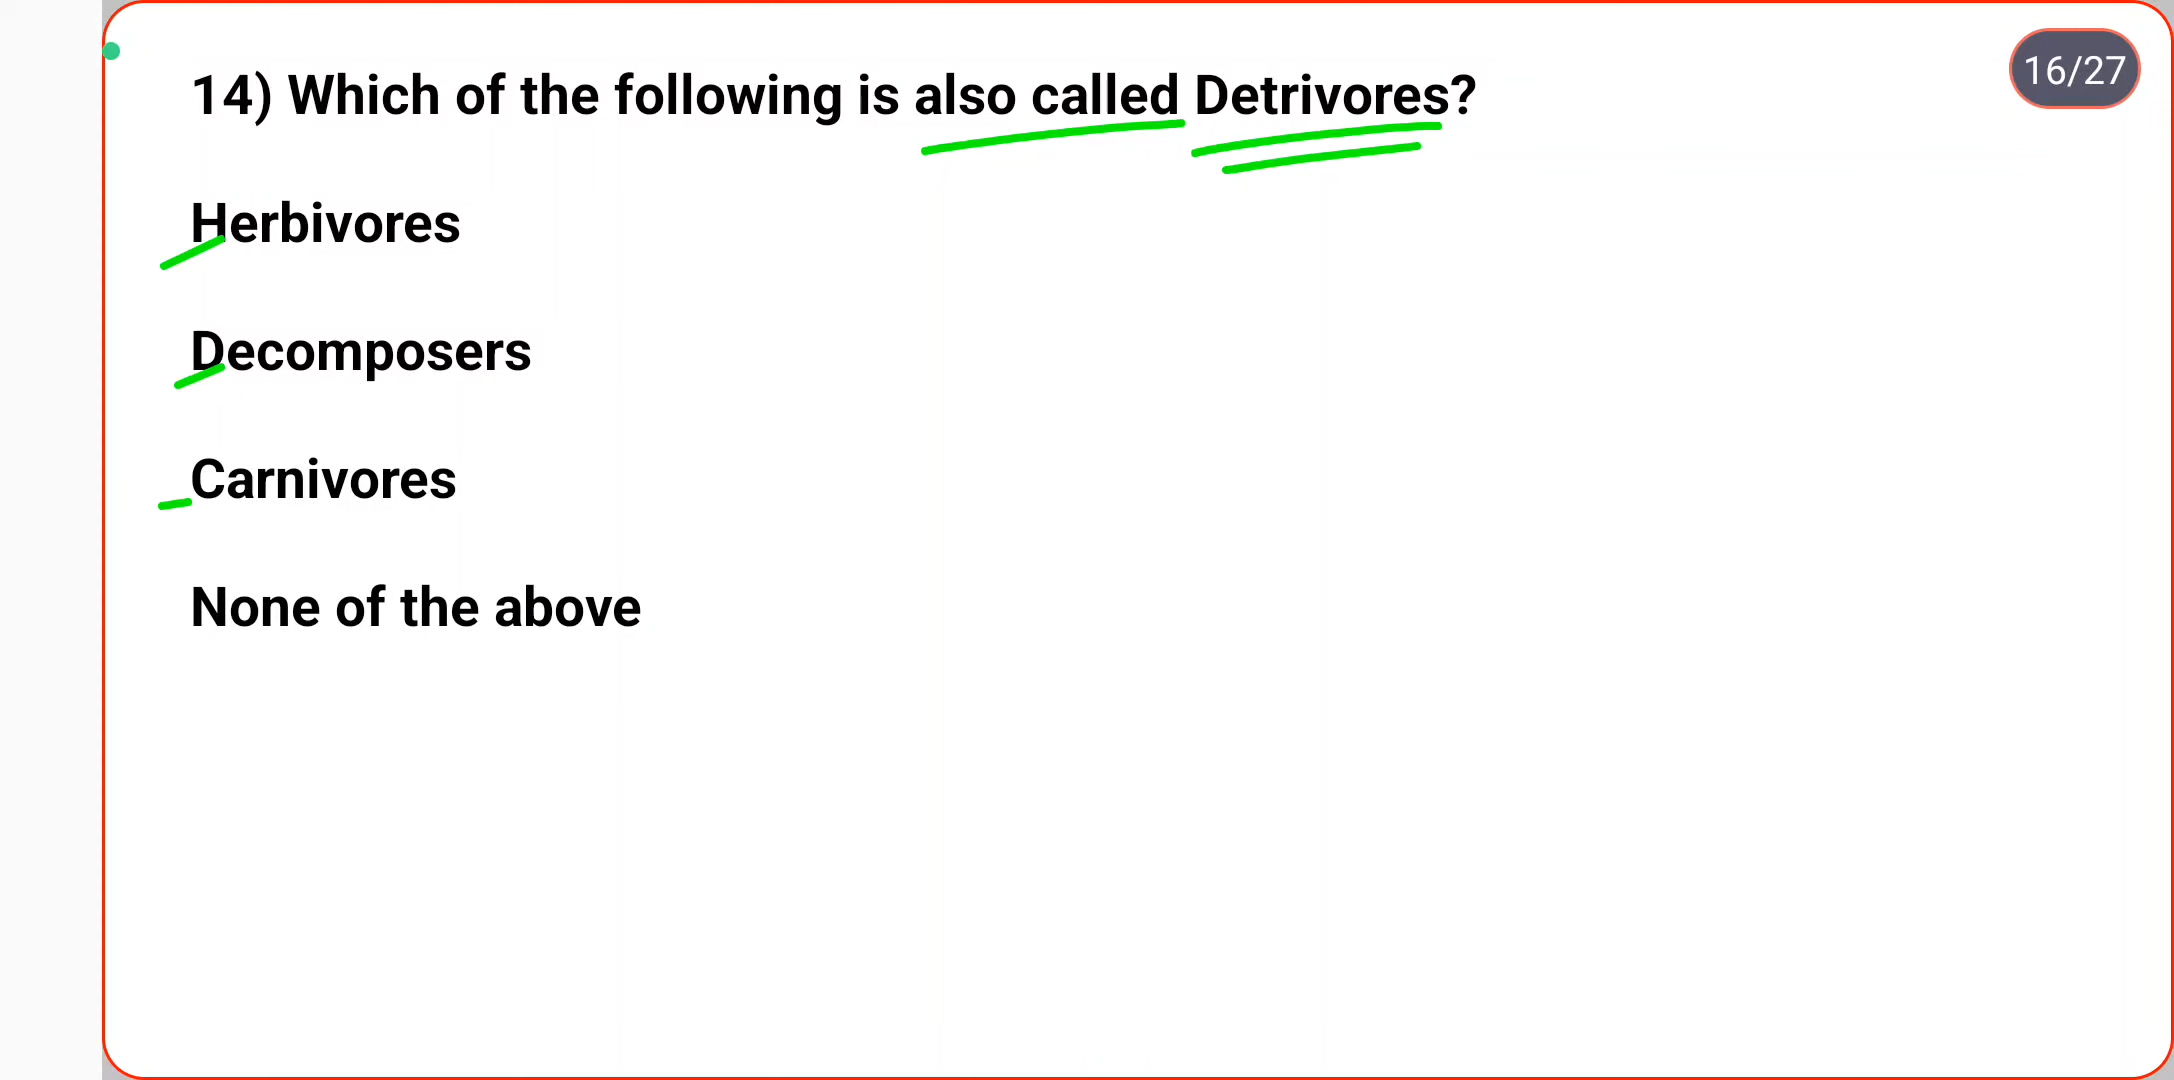 14) Which of the following is also called Detrivores?
16/27
Herbivores
Decomposers
Carnivores
None of the above